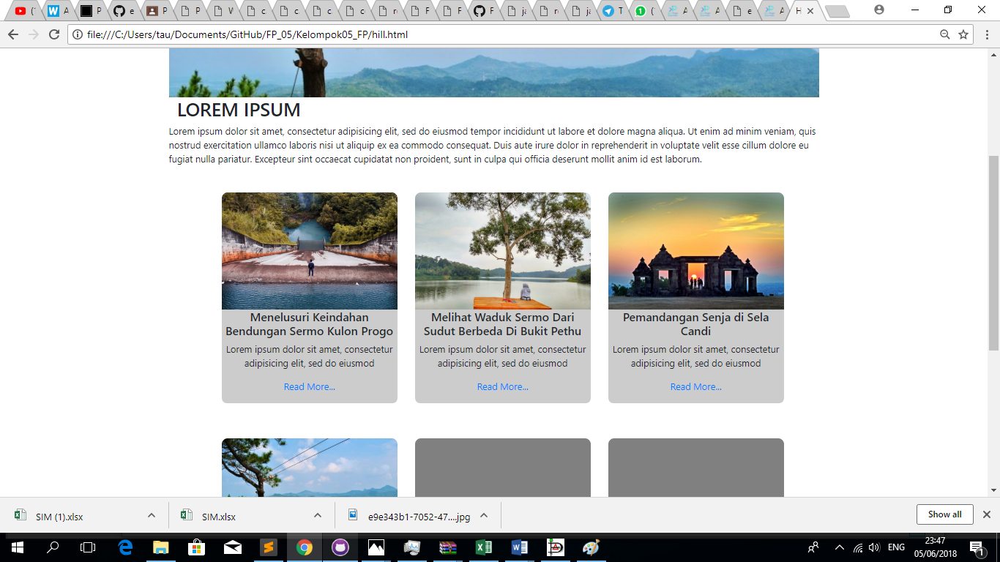 file:///C:/Users/tau/Documents/GitHub/FP_05/Kelompok05_FP/hill.html
LOREM IPSUM
Lorem ipsum dolor sit amet, consectetur adipisicing elit, sed do eiusmod tempor incididunt ut labore et dolore magna aliqua. Ut enim ad minim veniam, quis
nostrud exercitation ullamco laboris nisi ut aliquip ex ea commodo consequat. Duis aute irure dolor in reprehenderit in voluptate velit esse cillum dolore eu
fugiat nulla pariatur. Excepteur sint occaecat cupidatat non proident, sunt in culpa qui officia deserunt mollit anim id est laborum.
Menelusuri Keindahan
Bendungan Sermo Kulon Progo
Lorem ipsum dolor sit amet, consectetur
adipisicing elit, sed do eiusmod
Read More...
Melihat Waduk Sermo Dari
Sudut Berbeda Di Bukit Pethu
Lorem ipsum dolor sit amet, consectetur
adipisicing elit, sed do eiusmod
Read More...
Pemandangan Senja di Sela
Candi
Lorem ipsum dolor sit amet, consectetur
adipisicing elit, sed do eiusmod
Read More...
SIM (1).xlsx
SIM.xlsx
e9e343b1-7052-47....jpg
Show all
ENG
23:47
05/06/2018
1